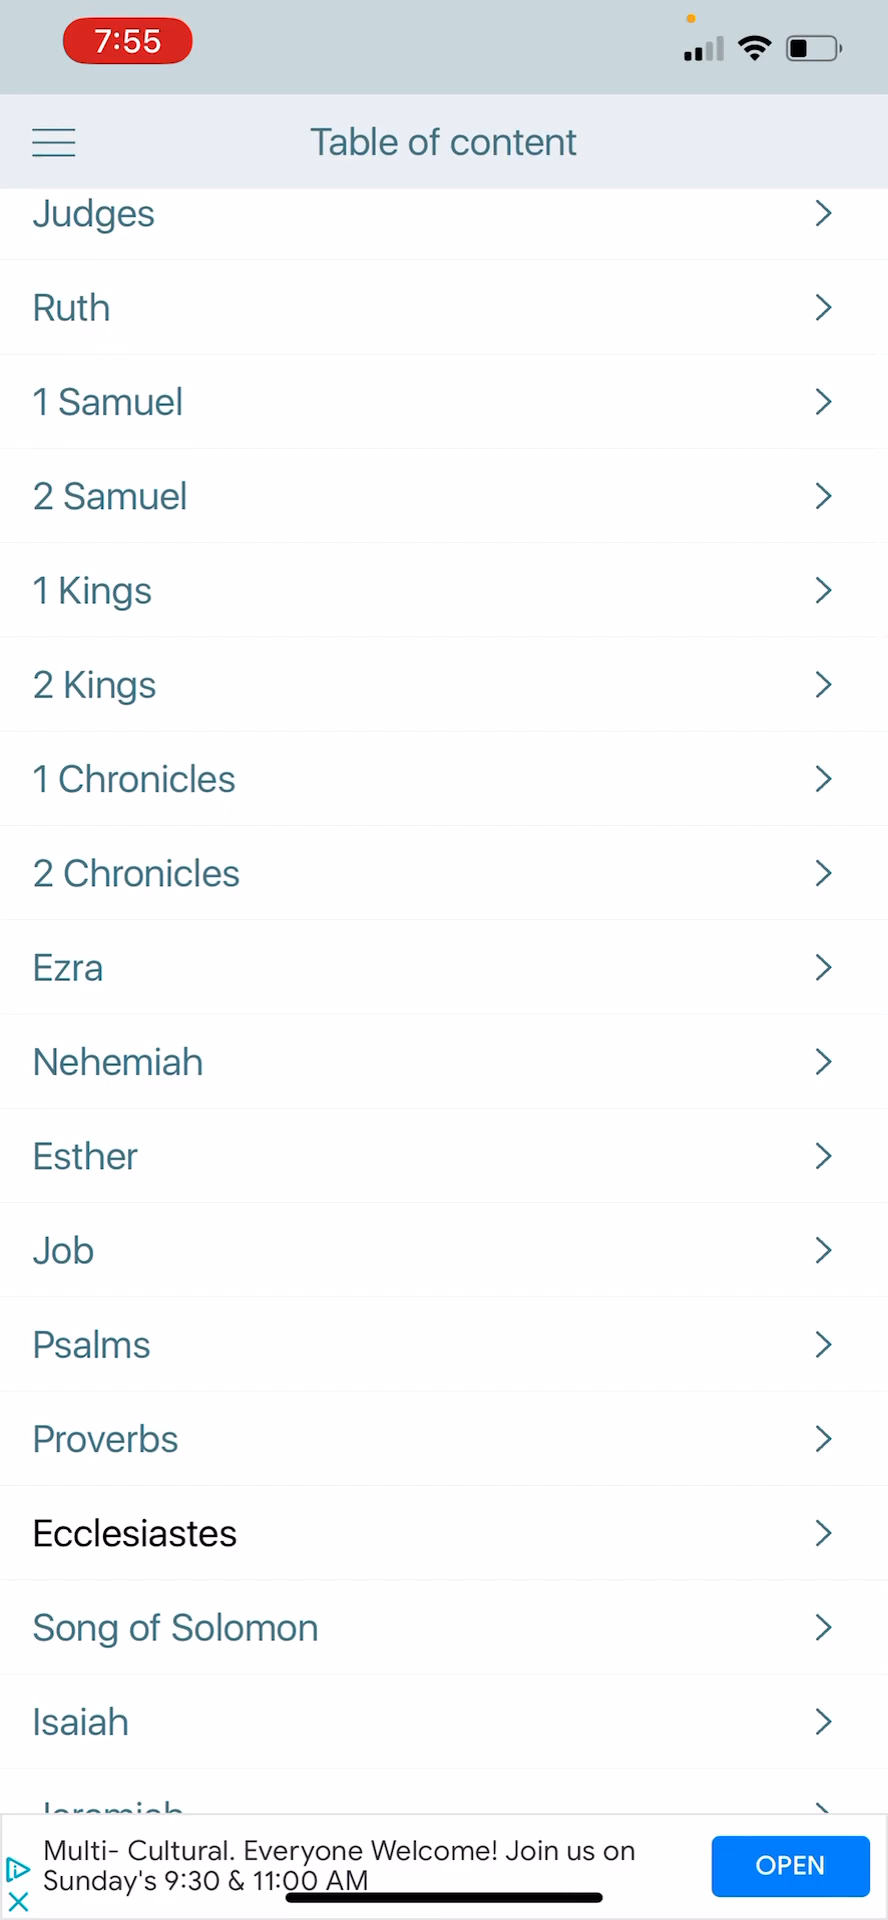 7:55
Table of content
Judges
Ruth
1 Samuel
2 Samuel
1 Kings
2 Kings
1 Chronicles
2 Chronicles
Ezra
Nehemiah
Esther
Job
Psalms
Proverbs
Ecclesiastes
Song of Solomon
Isaiah
Jeremiah
Multi- Cultural. Everyone Welcome! Join us on
Sunday's 9:30 & 11:00 AM
OPEN